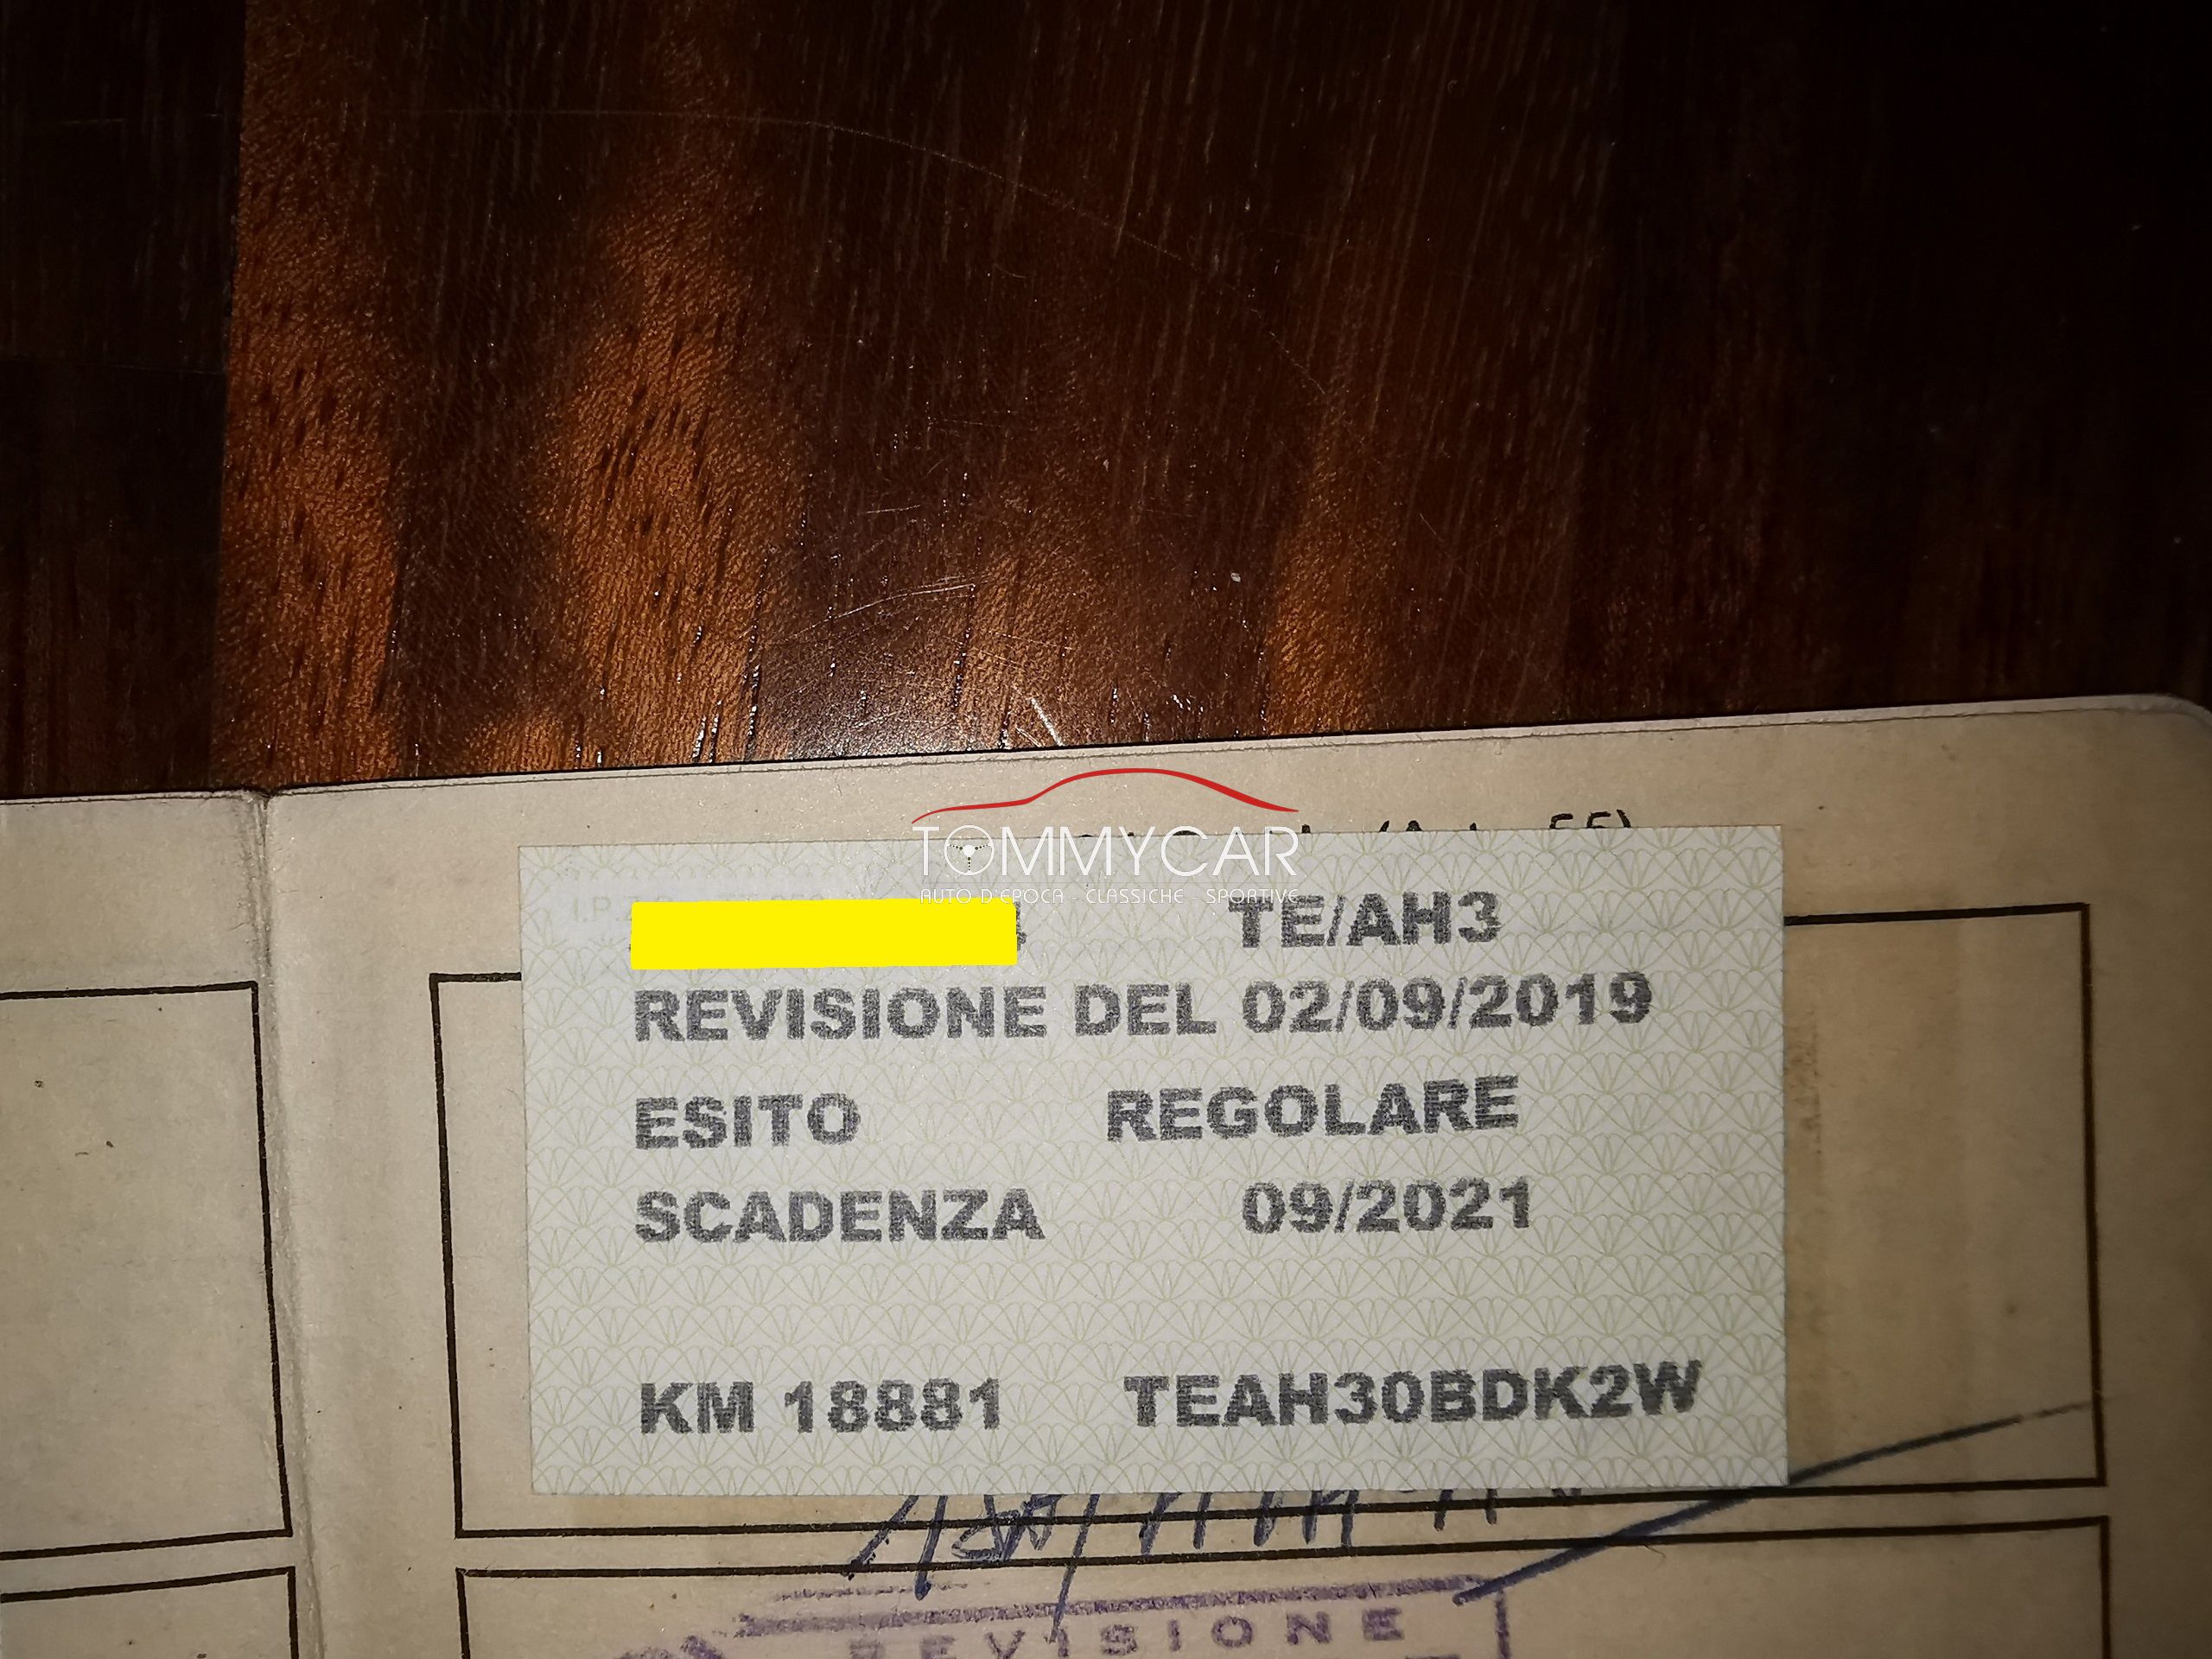 TOMMYCAR
AUTO D'EPOCA - CLASSICHE - SPORTIVE
TE/AH3
REVISIONE DEL 02/09/2019
ESITO REGOLARE
SCADENZA 09/2021
KM 18881 TEAH30BDK2W
REVISIONE